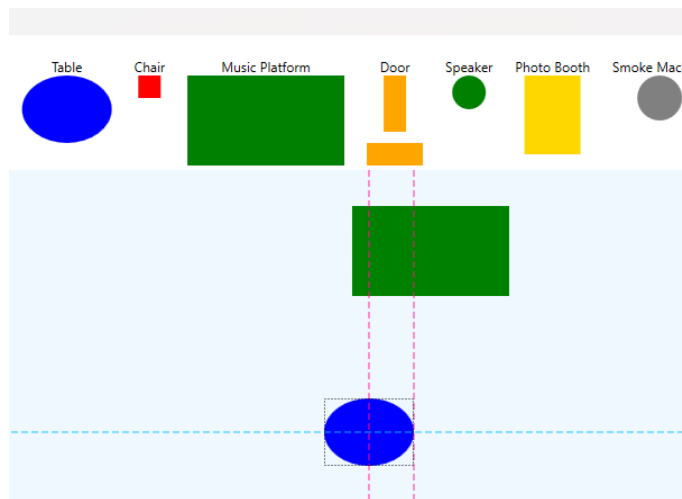 Table
Chair
Music Platform
Door
Speaker
Photo Booth
Smoke Mac